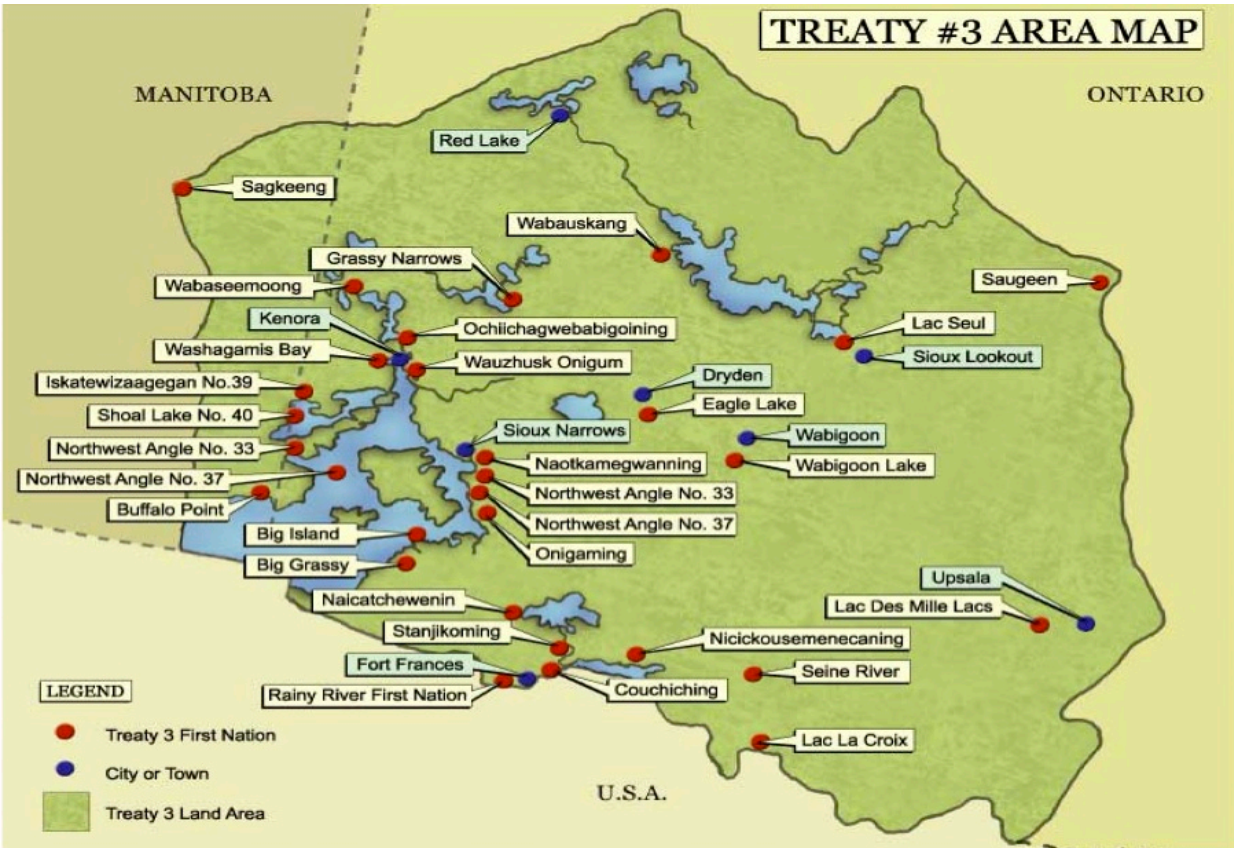 TREATY #3 AREA MAP
MANITOBA
ONTARIO
Red Lake
Sagkeeng
Wabauskang
Grassy Narrows
Saugeen
Wabaseemoong
Kenora
Ochiichagwebabigoining
Lac Seul
Washagamis Bay
Wauzhusk Onigum
Sioux Lookout
Iskatewizaagegan No.39
Dryden
Eagle Lake
Shoal Lake No. 40
Sioux Narrows
Wabigoon
Northwest Angle No. 33
Naotkamegwanning
Wabigoon Lake
Northwest Angle No. 37
Northwest Angle No. 33
Buffalo Point
Northwest Angle No. 37
Big Island
Onigaming
Big Grassy
Upsala
Naicatchewenin
Lac Des Mille Lacs
Stanjikoming
Nicickousemenecaning
Fort Frances
Seine River
Rainy River First Nation
Couchiching
LEGEND
Treaty 3 First Nation
Lac La Croix
City or Town
U.S.A.
Treaty 3 Land Area